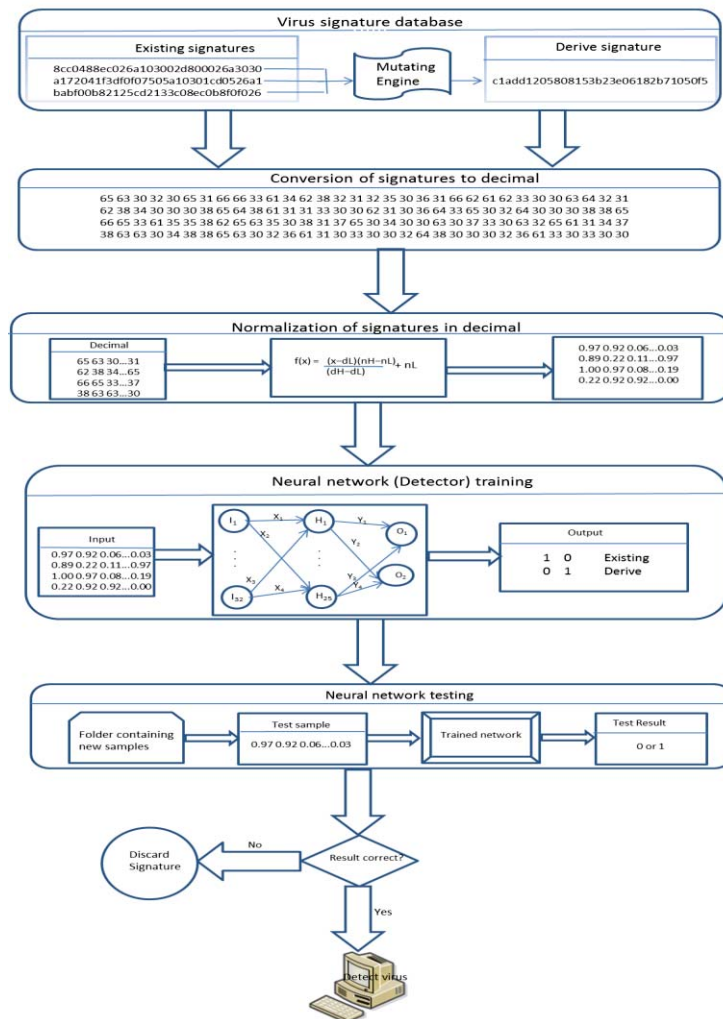 Virus signature database
Existing signatures
8cc0488ec026a103002d800026a3030
a172041f3df0f07505a10301cd0526a1
babf00b82125cd2133c08ec0b8f0f026
Mutating
Engine
Derive signature
c1add1205808153b23e06182b71050f5
Conversion of signatures to decimal
65 63 30 32 30 65 31 66 66 33 61 34 62 38 32 31 32 35 30 36 31 66 62 61 62 33 30 30 63 64 32 31
62 38 34 30 30 30 38 65 64 38 61 31 31 33 30 30 62 31 30 36 64 33 65 30 32 64 30 30 30 38 38 65
66 65 33 61 35 35 38 62 65 63 35 30 38 31 37 65 30 34 30 30 63 30 37 33 30 63 32 65 61 31 34 37
38 63 63 30 34 38 38 65 63 30 32 36 61 31 30 33 30 30 32 64 38 30 30 30 32 36 61 33 30 33 30 30
Normalization of signatures in decimal
Decimal
65 63 30...31
62 38 34...65
66 65 33...37
38 63 63...30
f(x) = (x−dL)(nH−nL)
(dH−dL)
+ nL
0.97 0.92 0.06...0.03
0.89 0.22 0.11...0.97
1.00 0.97 0.08...0.19
0.22 0.92 0.92...0.00
Neural network (Detector) training
Input
0.97 0.92 0.06...0.03
0.89 0.22 0.11...0.97
1.00 0.97 0.08...0.19
0.22 0.92 0.92...0.00
I1
X1
X2
H1
Y1
Y2
O1
I32
X3
X4
H25
Y3
Y4
O2
Output
1 0 Existing
0 1 Derive
Neural network testing
Folder containing
new samples
Test sample
0.97 0.92 0.06...0.03
Trained network
Test Result
0 or 1
Discard
Signature
No
Result correct?
Yes
Detect virus